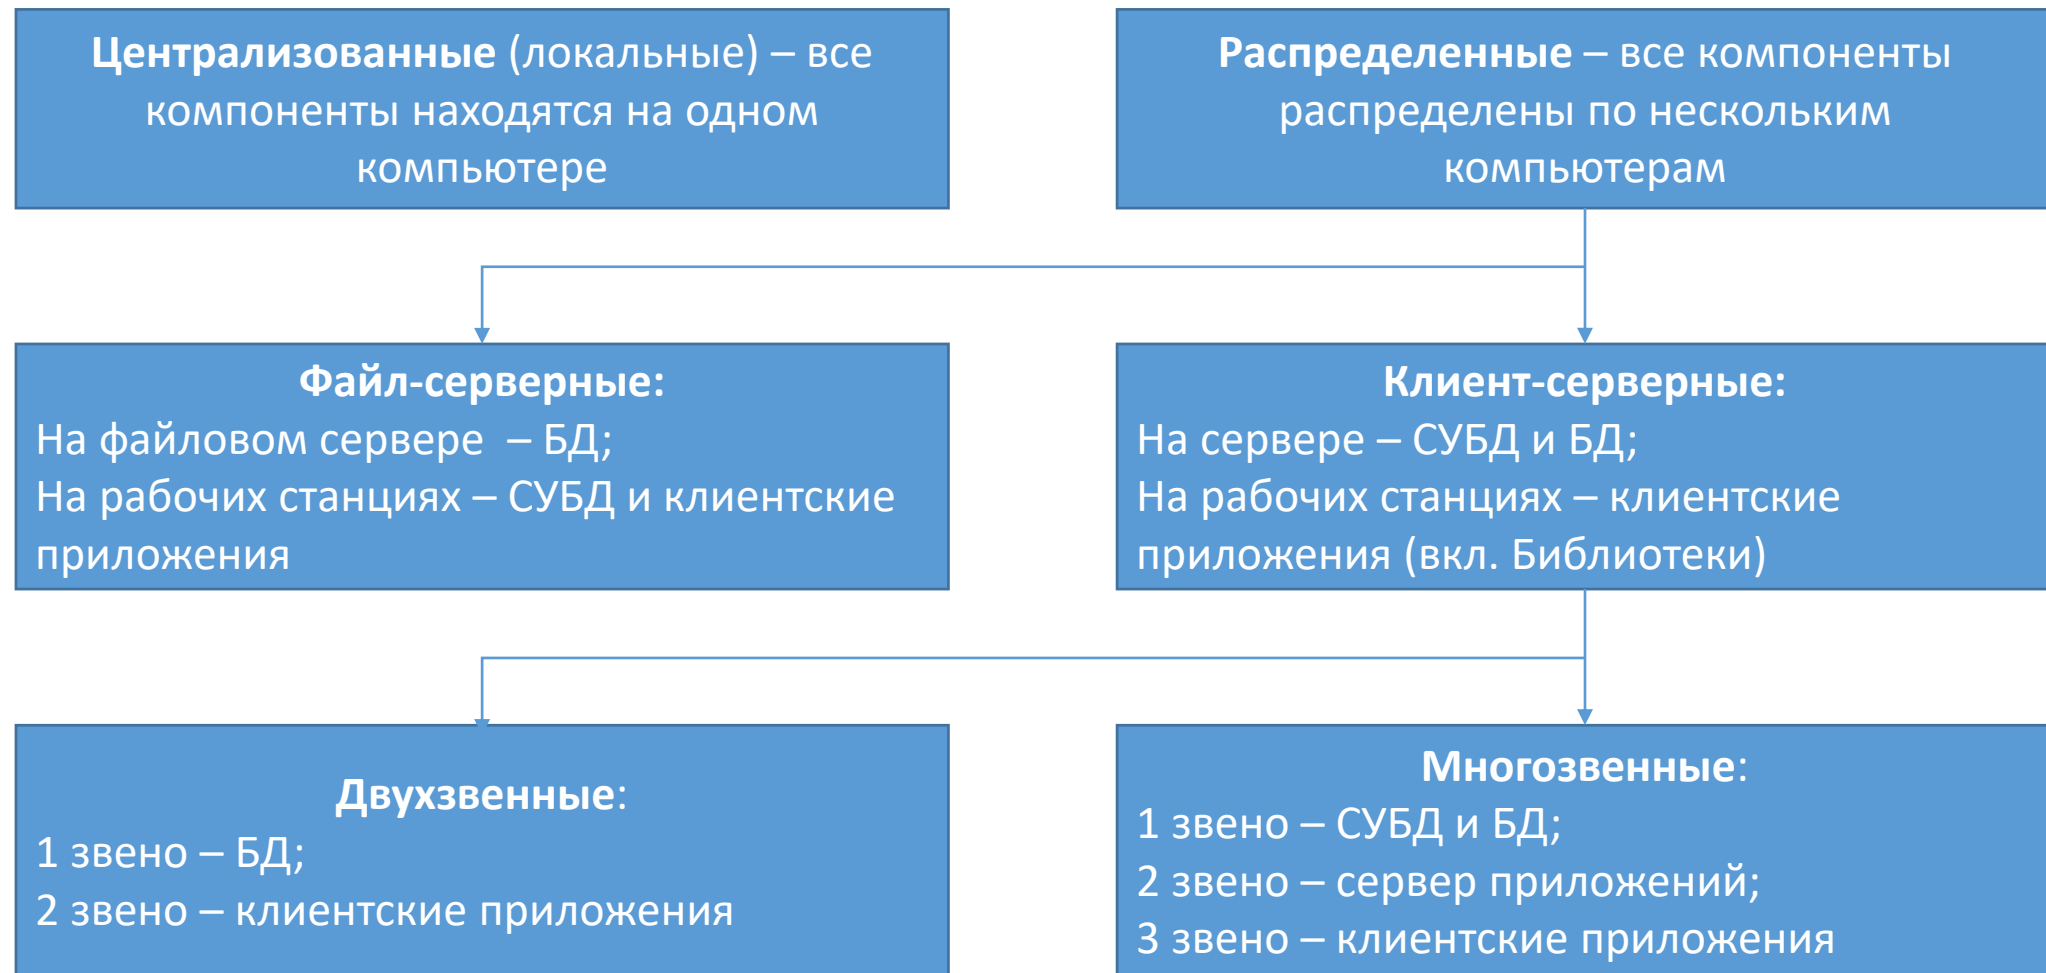 Централизованные (локальные) – все
компоненты находятся на одном
компьютере
Распределенные – все компоненты
распределены по нескольким
компьютерам
Файл-серверные:
На файловом сервере – БД;
На рабочих станциях – СУБД и клиентские
приложения
Клиент-серверные:
На сервере – СУБД и БД;
На рабочих станциях – клиентские
приложения (вкл. Библиотеки)
Двухзвенные:
1 звено – БД;
2 звено – клиентские приложения
Многозвенные:
1 звено – СУБД и БД;
2 звено – сервер приложений;
3 звено – клиентские приложения